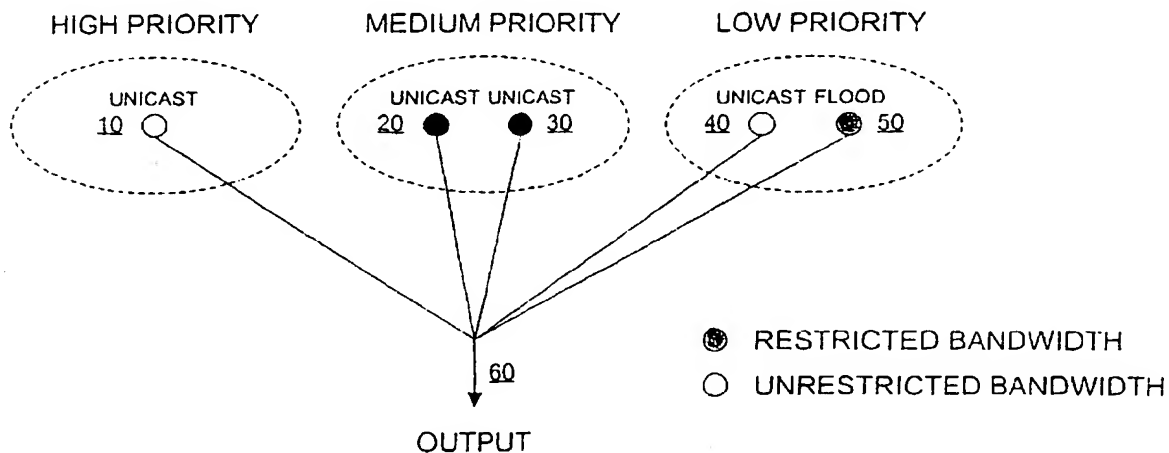 HIGH PRIORITY MEDIUM PRIORITY LOW PRIORITY
UNICAST UNICAST UNICAST UNICAST FLOOD
10 20 30 40 50
RESTRICTED BANDWIDTH
60 UNRESTRICTED BANDWIDTH
OUTPUT